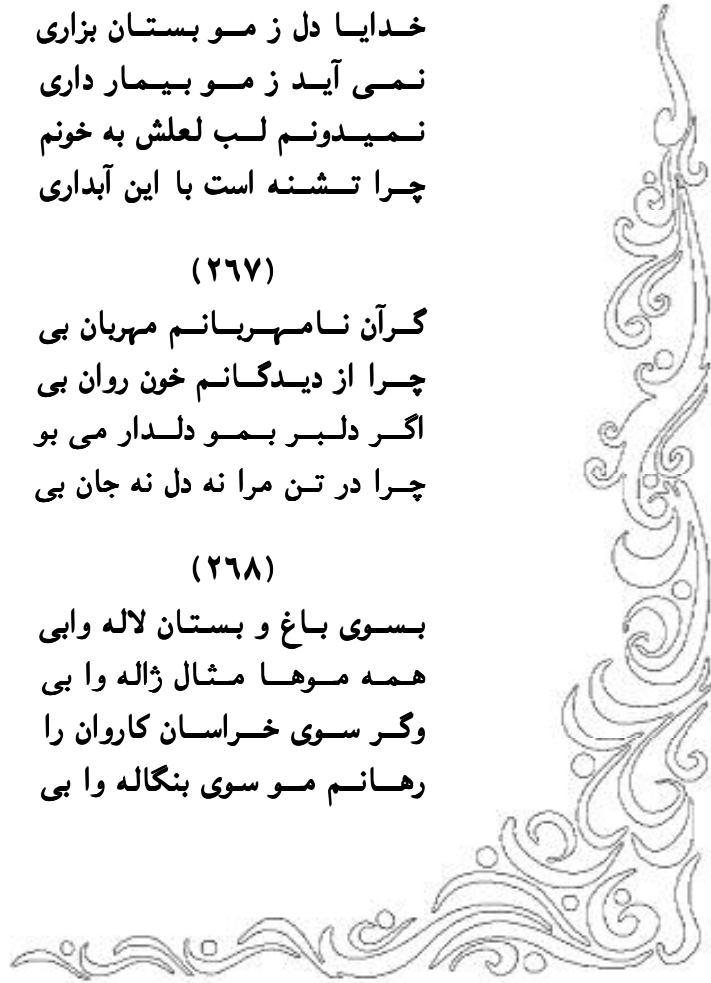 خدایا دل ز مو بستان بزاری
نمی آید ز مو بیمار داری
نمیدونم لب لعلش به خونم
چرا تشنه است با این آبداری
(۲۶۷)
گرآن نامهربانم مهربان بی
چرا از دیدگانم خون روان بی
اگر دلبر بمو دلدار می بو
چرا در تن مرا نه دل نه جان بی
(۲۶۸)
بسوی باغ و بستان لاله وابی
همه موها مثال ژاله وا بی
وگر سوی خراسان کاروان را
رهانم مو سوی بنگاله وا بی